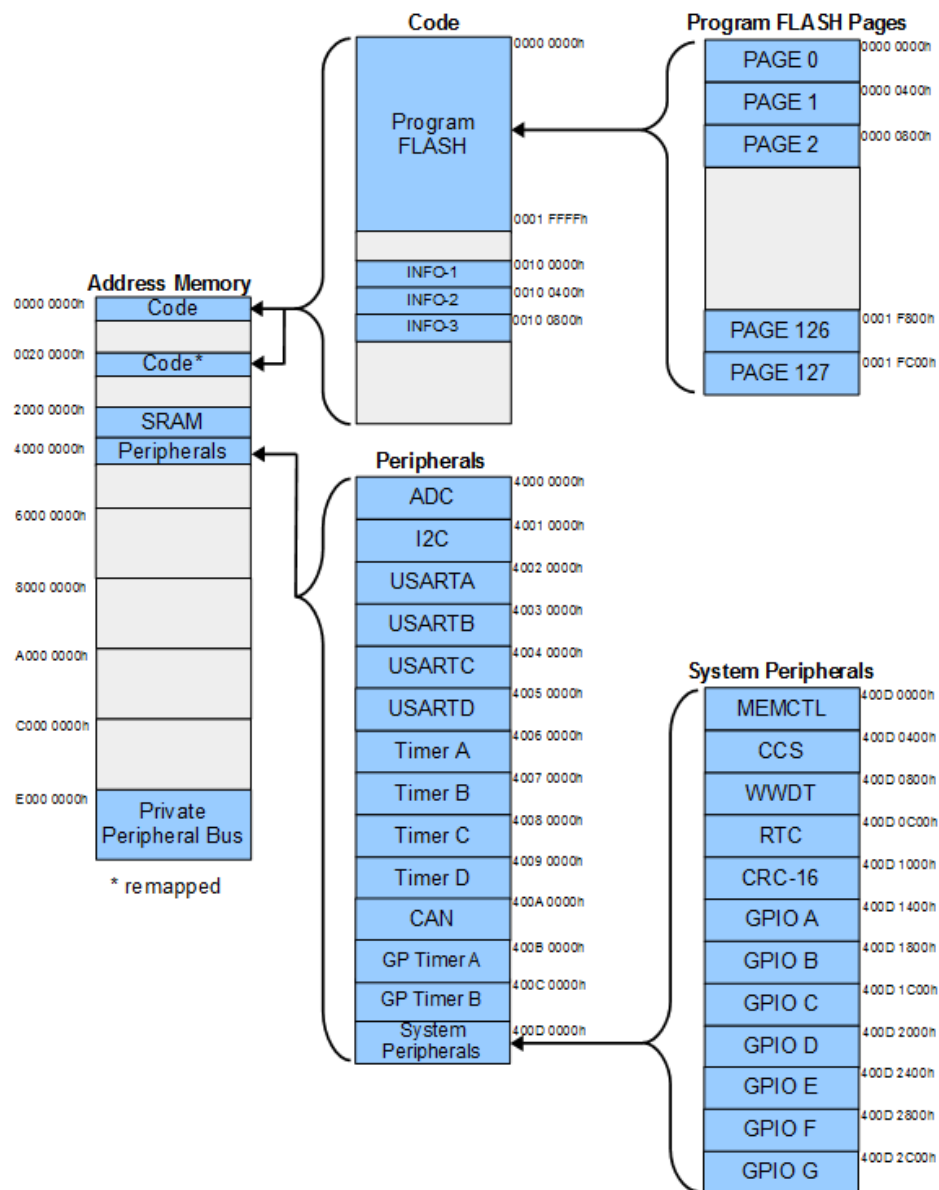 Code
0000 0000h
Program
FLASH
0001 FFFFh
INFO-1
0010 0000h
INFO-2
0010 0400h
INFO-3
0010 0800h
Program FLASH Pages
PAGE 0
0000 0000h
PAGE 1
0000 0400h
PAGE 2
0000 0800h
PAGE 126
0001 F800h
PAGE 127
0001 FC00h
Address Memory
0000 0000h
Code
0020 0000h
Code*
2000 0000h
SRAM
4000 0000h
Peripherals
6000 0000h
8000 0000h
A000 0000h
C000 0000h
E000 0000h
Private
Peripheral Bus
* remapped
Peripherals
ADC
4000 0000h
I2C
4001 0000h
USARTA
4002 0000h
USARTB
4003 0000h
USARTC
4004 0000h
USARTD
4005 0000h
Timer A
4006 0000h
Timer B
4007 0000h
Timer C
4008 0000h
Timer D
4009 0000h
CAN
400A 0000h
GP Timer A
400B 0000h
GP Timer B
400C 0000h
System
Peripherals
400D 0000h
System Peripherals
MEMCTL
400D 0000h
CCS
400D 0400h
WWDT
400D 0800h
RTC
400D 0C00h
CRC-16
400D 1000h
GPIO A
400D 1400h
GPIO B
400D 1800h
GPIO C
400D 1C00h
GPIO D
400D 2000h
GPIO E
400D 2400h
GPIO F
400D 2800h
GPIO G
400D 2C00h